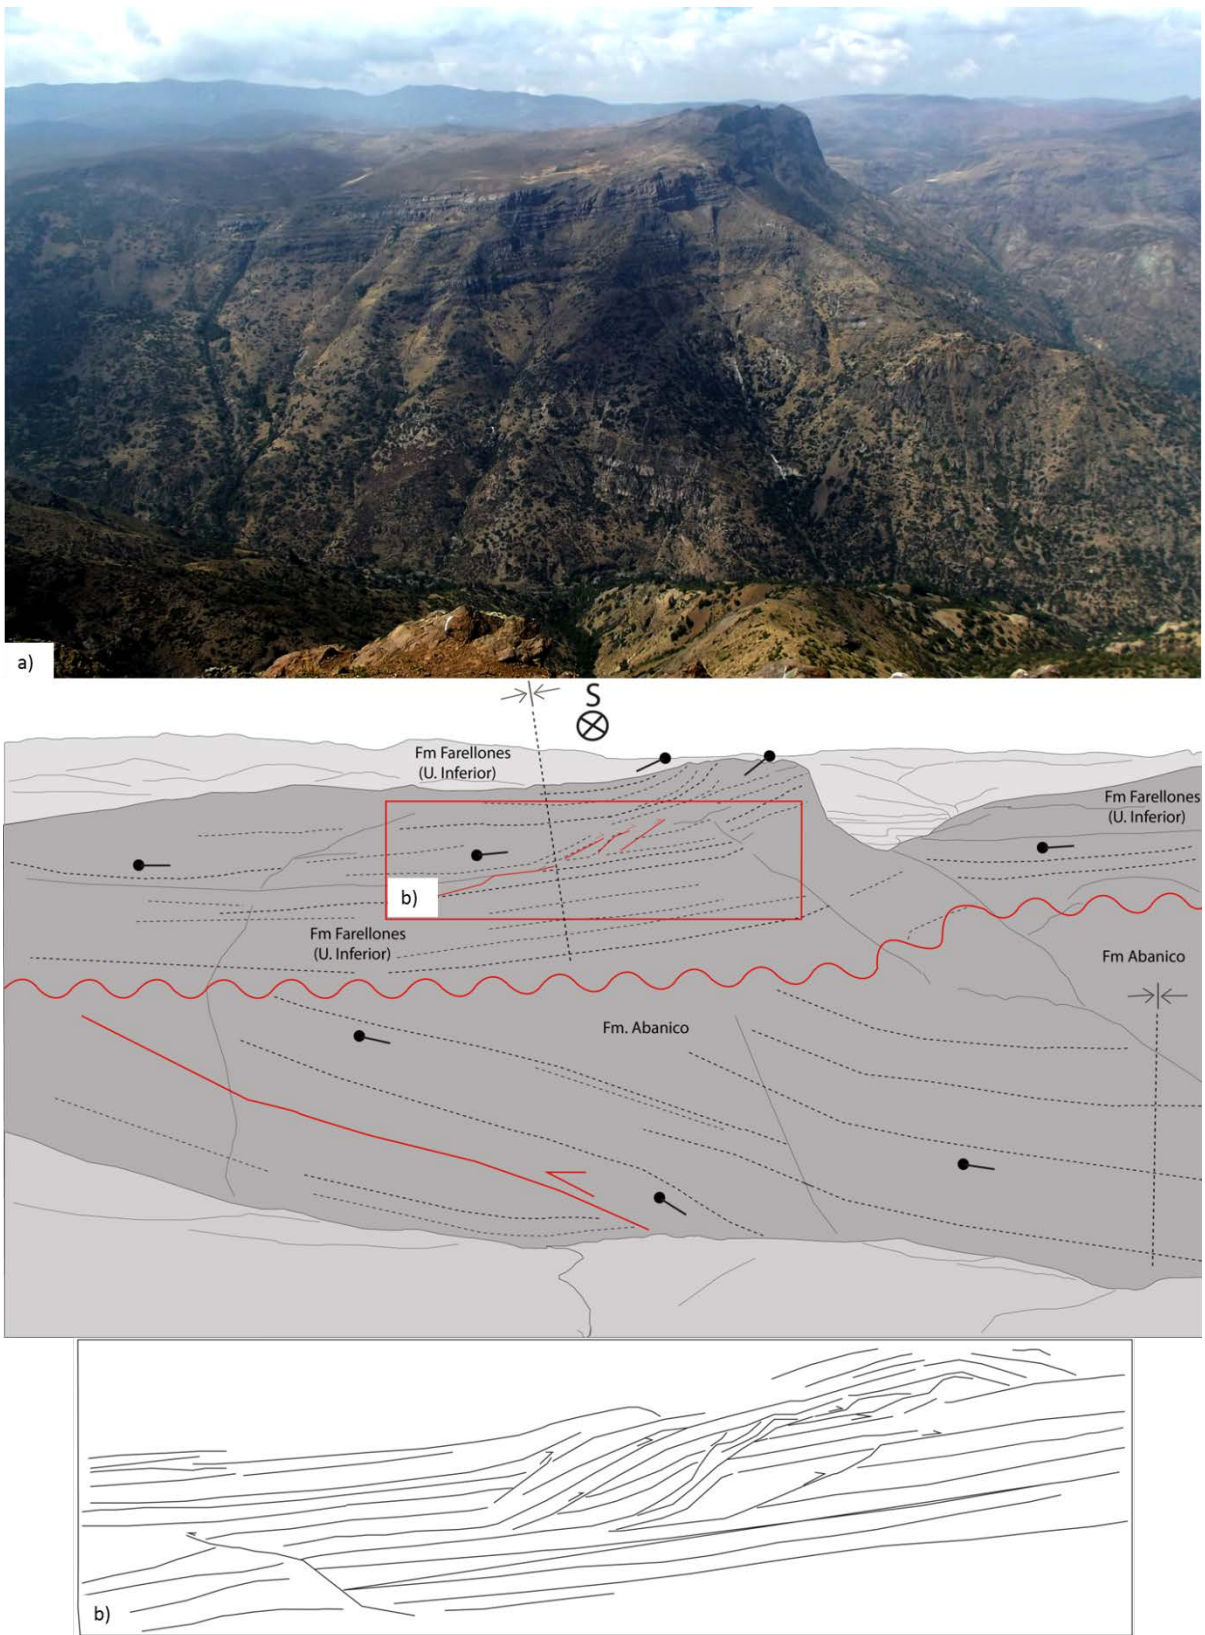 a)
S
Fm Farellones
(U. Inferior)
Fm Farellones
(U. Inferior)
b)
Fm Farellones
(U. Inferior)
Fm Abanico
Fm. Abanico
b)